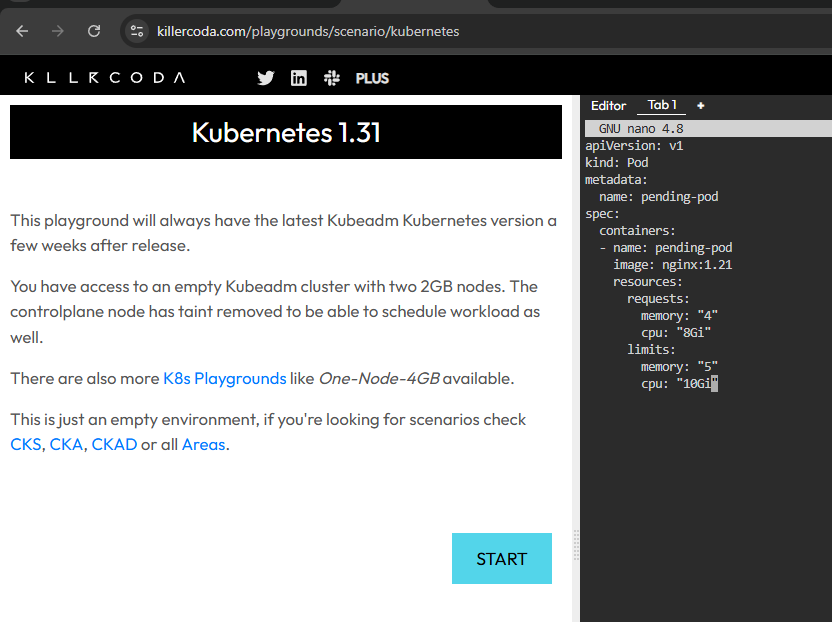 killercoda.com/playgrounds/scenario/kubernetes
KLLRCODA
PLUS
Kubernetes 1.31
This playground will always have the latest Kubeadm Kubernetes version a
few weeks after release.
You have access to an empty Kubeadm cluster with two 2GB nodes. The
controlplane node has taint removed to be able to schedule workload as
well.
There are also more K8s Playgrounds like One-Node-4GB available.
This is just an empty environment, if you're looking for scenarios check
CKS, CKA, CKAD or all Areas.
START
Editor Tab 1 +
GNU nano 4.8
apiVersion: v1
kind: Pod
metadata:
  name: pending-pod
spec:
  containers:
  - name: pending-pod
    image: nginx:1.21
    resources:
      requests:
        memory: "4"
        cpu: "8Gi"
      limits:
        memory: "5"
        cpu: "10Gi"